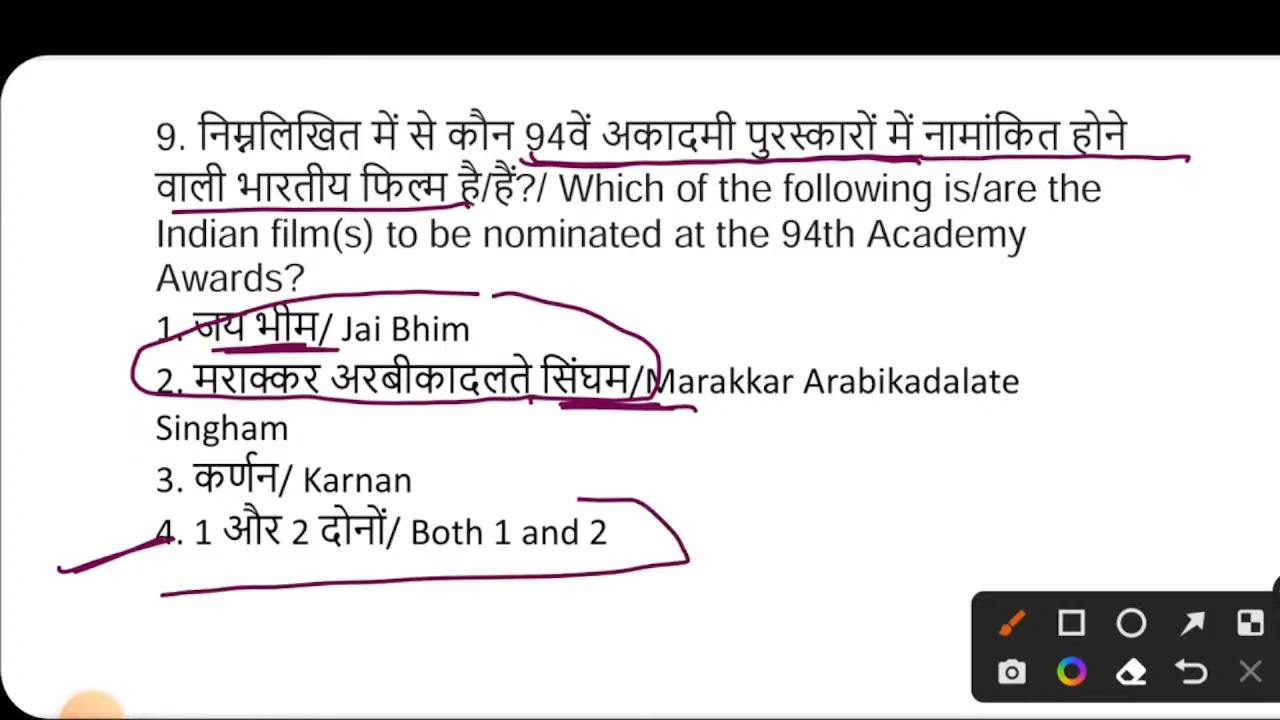 9. निम्नलिखित में से कौन 94वें अकादमी पुरस्कारों में नामांकित होने
वाली भारतीय फिल्म है/हैं?/ Which of the following is/are the
Indian film(s) to be nominated at the 94th Academy
Awards?
1. जय भीम/ Jai Bhim
2. मराक्कर अरबीकादलते सिंघम/Marakkar Arabikadalate
Singham
3. कर्णन/ Karnan
4. 1 और 2 दोनों/ Both 1 and 2